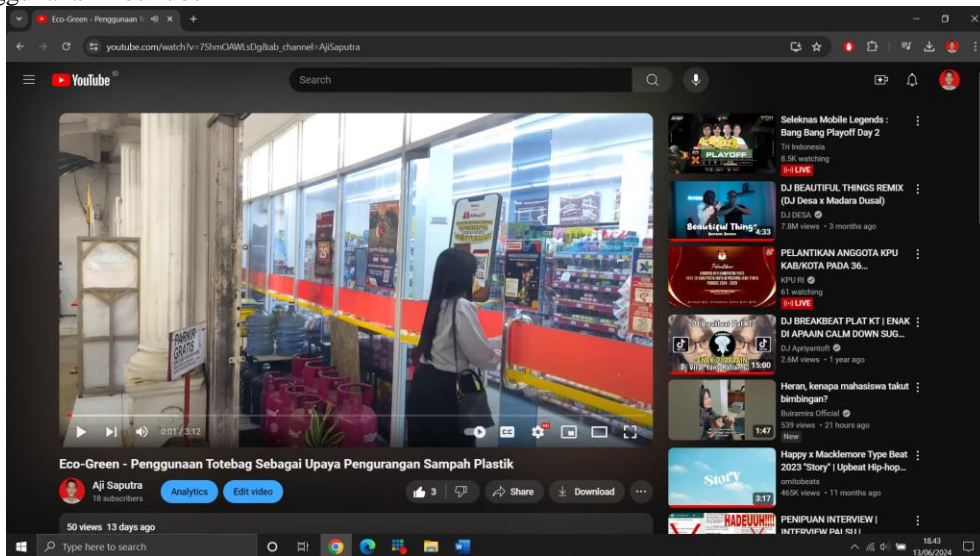 Eco-Green - Penggunaan
youtube.com/watch?v=7ShmOAWLsDg&ab_channel=AjiSaputra
YouTube ID
Search
PARKIR
GRATIS
0:01 / 3:12
CC
HD
Eco-Green - Penggunaan Totebag Sebagai Upaya Pengurangan Sampah Plastik
Aji Saputra
18 subscribers
Analytics
Edit video
3
Share
Download
50 views 13 days ago
PLAYOFF
Seleknas Mobile Legends :
Bang Bang Playoff Day 2
Tri Indonesia
8.5K watching
LIVE
Beautiful Things
4:33
DJ BEAUTIFUL THINGS REMIX
(DJ Desa x Madara Dusal)
DJ DESA
7.8M views • 3 months ago
PELANTIKAN ANGGOTA KPU
KAB/KOTA PADA 36...
KPU RI
61 watching
LIVE
15:00
DJ BREAKBEAT PLAT KT | ENAK
DI APAAIN CALM DOWN SUG...
DJ Apriyantoft
2.6M views • 1 year ago
1:47
Heran, kenapa mahasiswa takut
bimbingan?
Buiramira Official
539 views • 21 hours ago
New
Story
3:17
Happy x Macklemore Type Beat
2023 "Story" | Upbeat Hip-hop...
omitobeats
465K views • 11 months ago
HADEUUH!!!!
PENIPUAN INTERVIEW |
INTERVIEW PALSU |
Type here to search
18.43
13/06/2024